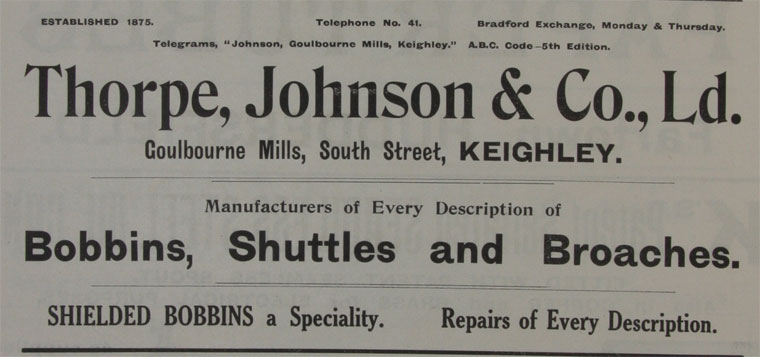 ESTABLISHED 1875. Telephone No. 41. Bradford Exchange, Monday & Thursday.
Telegrams, "Johnson, Goulbourne Mills, Keighley." A.B.C. Code—5th Edition.
Thorpe, Johnson & Co., Ld.
Goulbourne Mills, South Street, KEIGHLEY.
Manufacturers of Every Description of
Bobbins, Shuttles and Broaches.
SHIELDED BOBBINS a Speciality. Repairs of Every Description.